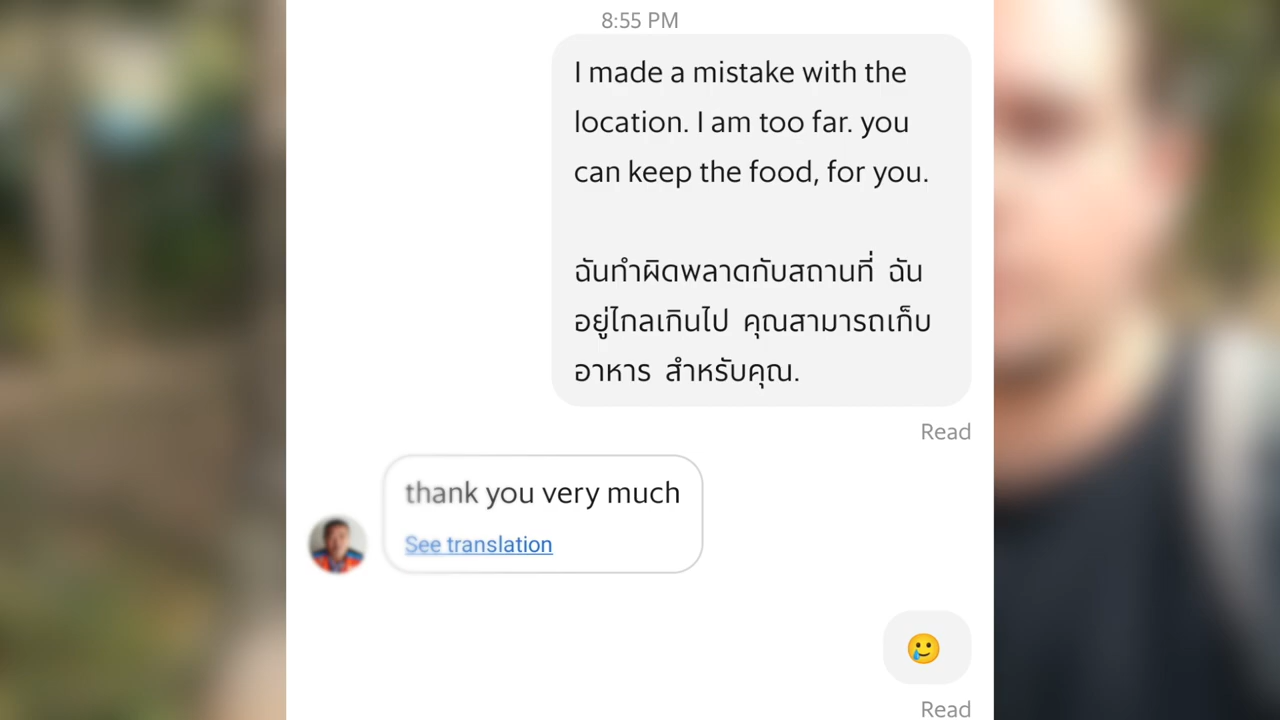 8:55 PM
I made a mistake with the
location. I am too far. you
can keep the food, for you.
ฉันทำผิดพลาดกับสถานที่ ฉัน
อยู่ไกลเกินไป คุณสามารถเก็บ
อาหาร สำหรับคุณ.
Read
thank you very much
See translation
🥲
Read